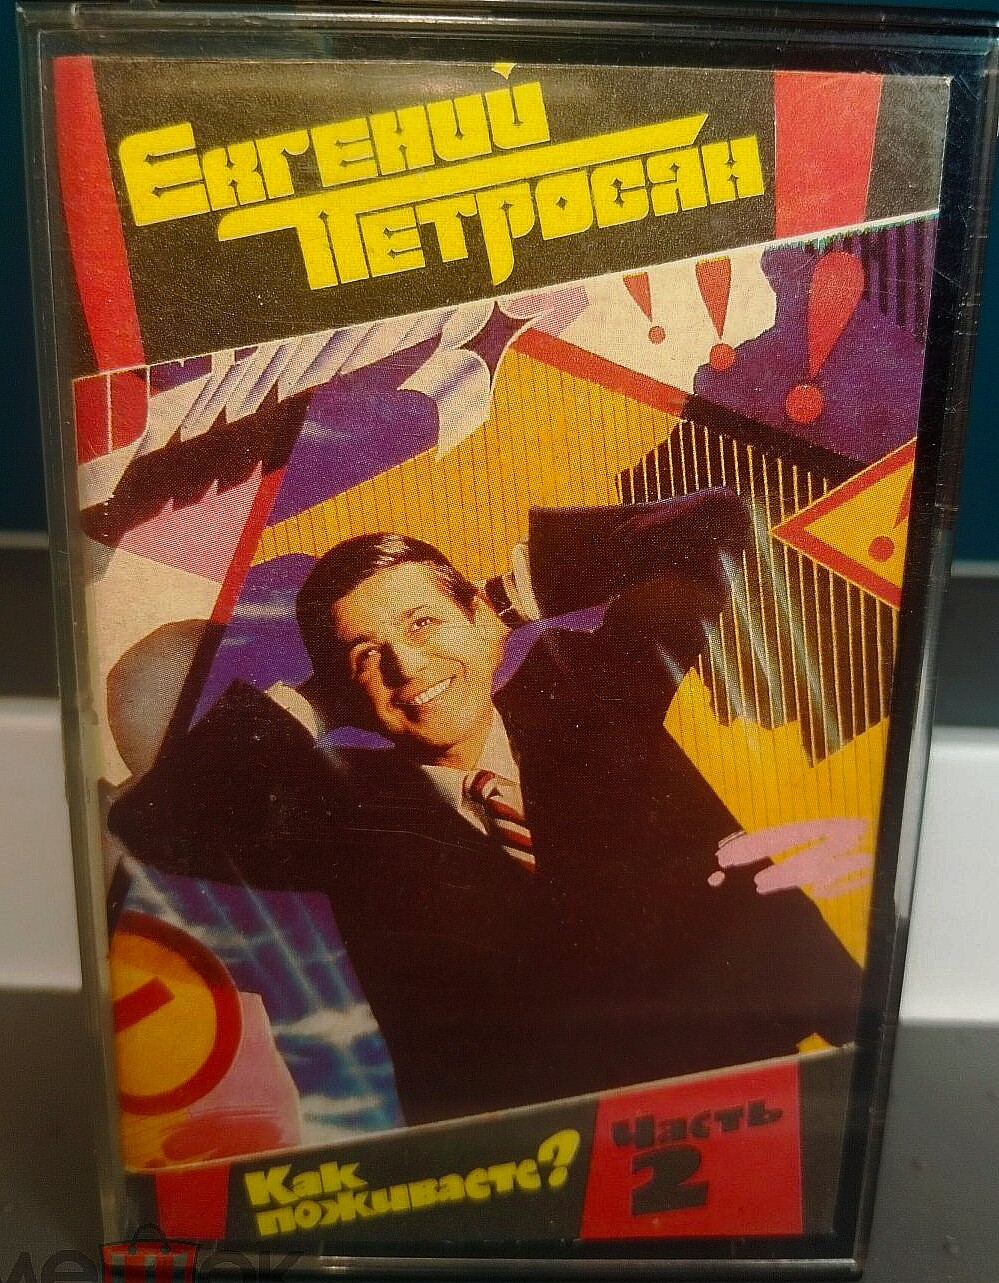 Евгений
Петросян
Как
поживаете?
Часть
2